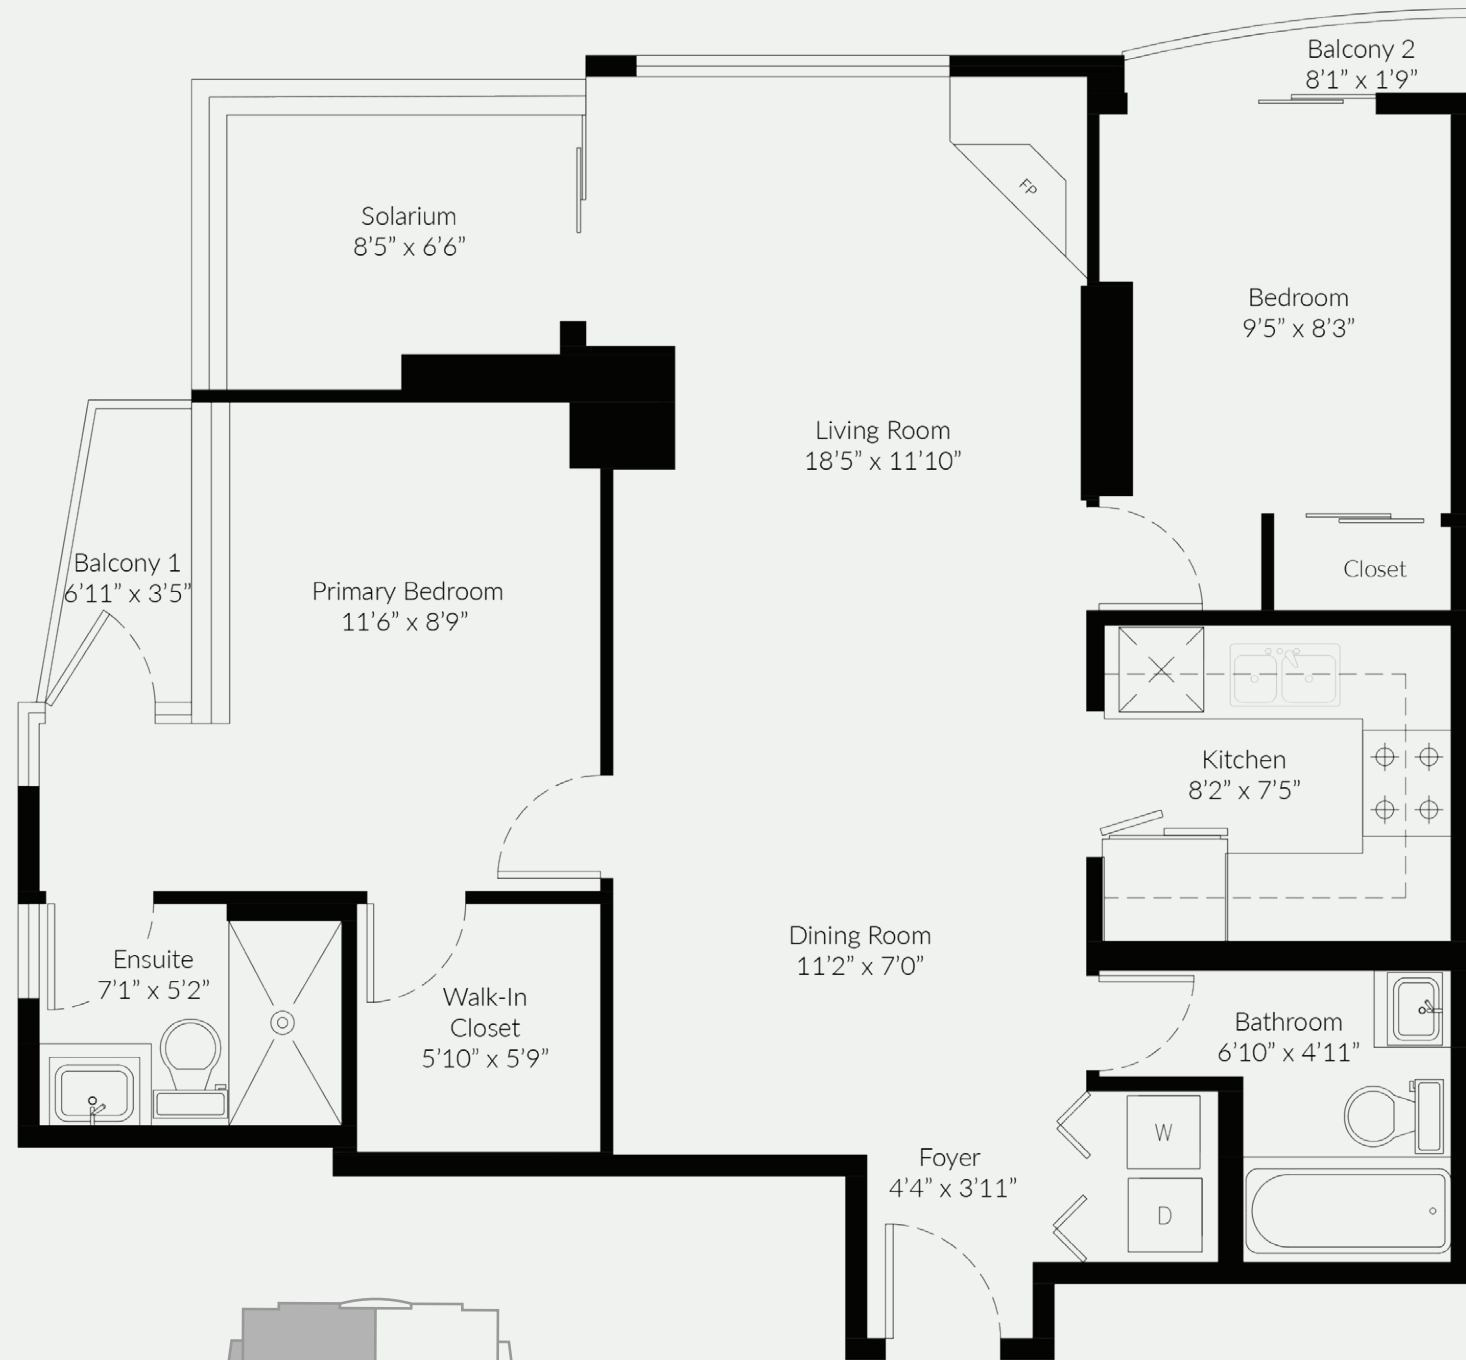 Balcony 2
8’1” x 1’9”
Solarium
8’5” x 6’6”
FP
Bedroom
9’5” x 8’3”
Living Room
18’5” x 11’10”
Balcony 1
6’11” x 3’5”
Primary Bedroom
11’6” x 8’9”
Closet
Kitchen
8’2” x 7’5”
Dining Room
11’2” x 7’0”
Ensuite
7’1” x 5’2”
Walk-In
Closet
5’10” x 5’9”
Bathroom
6’10” x 4’11”
W
Foyer
4’4” x 3’11”
D